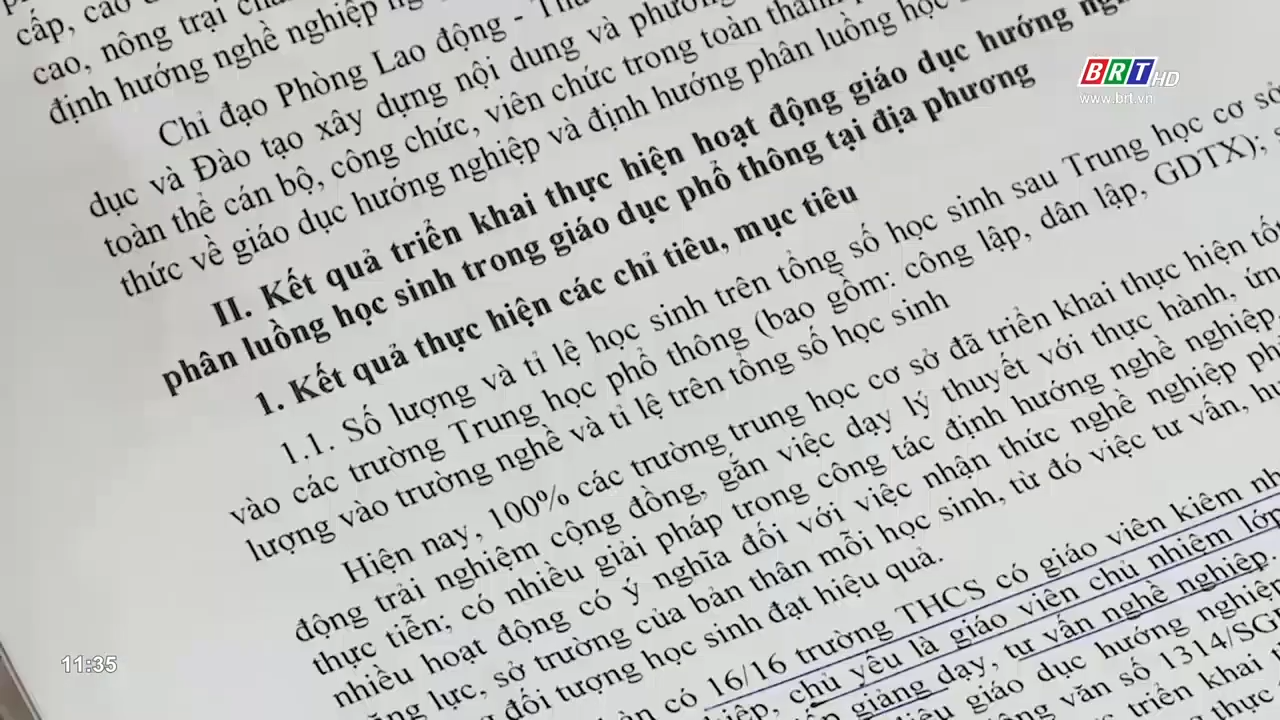 cấp, cao
cao, nông trại
định hướng nghề nghiệp
Chỉ đạo Phòng Lao động -
dục và Đào tạo xây dựng nội dung và phương
toàn thể cán bộ, công chức, viên chức trong toàn thành
thức về giáo dục hướng nghiệp và định hướng phân luồng học
II. Kết quả triển khai thực hiện hoạt động giáo dục hướng
phân luồng học sinh trong giáo dục phổ thông tại địa phương
1. Kết quả thực hiện các chỉ tiêu, mục tiêu
1.1. Số lượng và tỉ lệ học sinh trên tổng số học sinh sau Trung học cơ sở
vào các trường Trung học phổ thông (bao gồm: công lập, dân lập, GDTX);
lượng vào trường nghề và tỉ lệ trên tổng số học sinh
Hiện nay, 100% các trường trung học cơ sở đã triển khai thực hiện tốt
động trải nghiệm cộng đồng, gắn việc dạy lý thuyết với thực hành, ứng
thực tiễn; có nhiều giải pháp trong công tác định hướng nghề nghiệp,
nhiều hoạt động có ý nghĩa đối với việc nhận thức nghề nghiệp
lực, sở trường của bản thân mỗi học sinh, từ đó việc tư vấn,
đối tượng học sinh đạt hiệu quả.
có 16/16 trường THCS có giáo viên kiêm
chủ yếu là giáo viên chủ nhiệm lớp
giảng dạy, tư vấn nghề nghiệp.
giáo dục hướng nghiệp
văn số 1314/
triển khai
thực
BRT HD
www.brt.vn
11:35